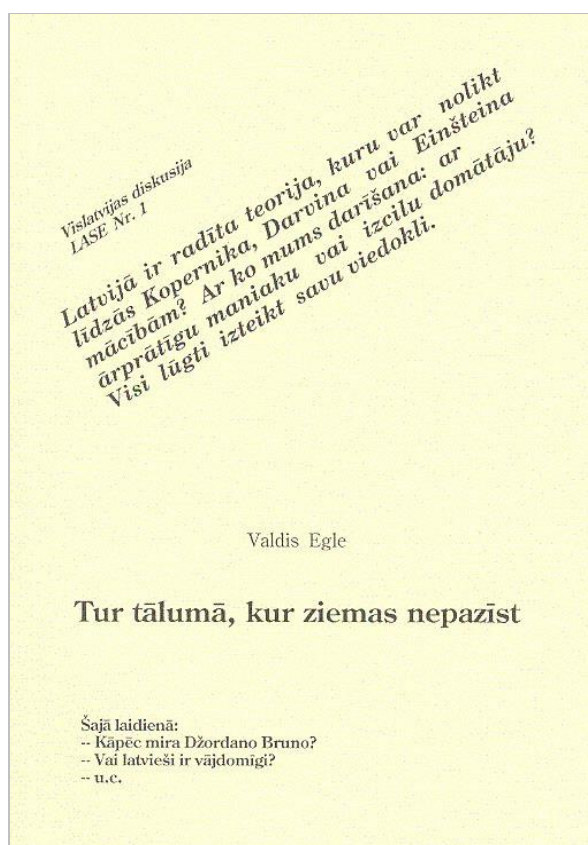 Vislatvijas diskusija
LASE Nr. 1
Latvijā ir radīta teorija, kuru var nolikt
līdzās Kopernika, Darvina vai Einšteina
mācībām? Ar ko mums darīšana: ar
ārprātīgu maniaku vai izcilu domātāju?
Visi lūgti izteikt savu viedokli.
Valdis Egle
Tur tālumā, kur ziemas nepazīst
Šajā laidienā:
-- Kāpēc mira Džordano Bruno?
-- Vai latvieši ir vājdomīgi?
-- u.c.